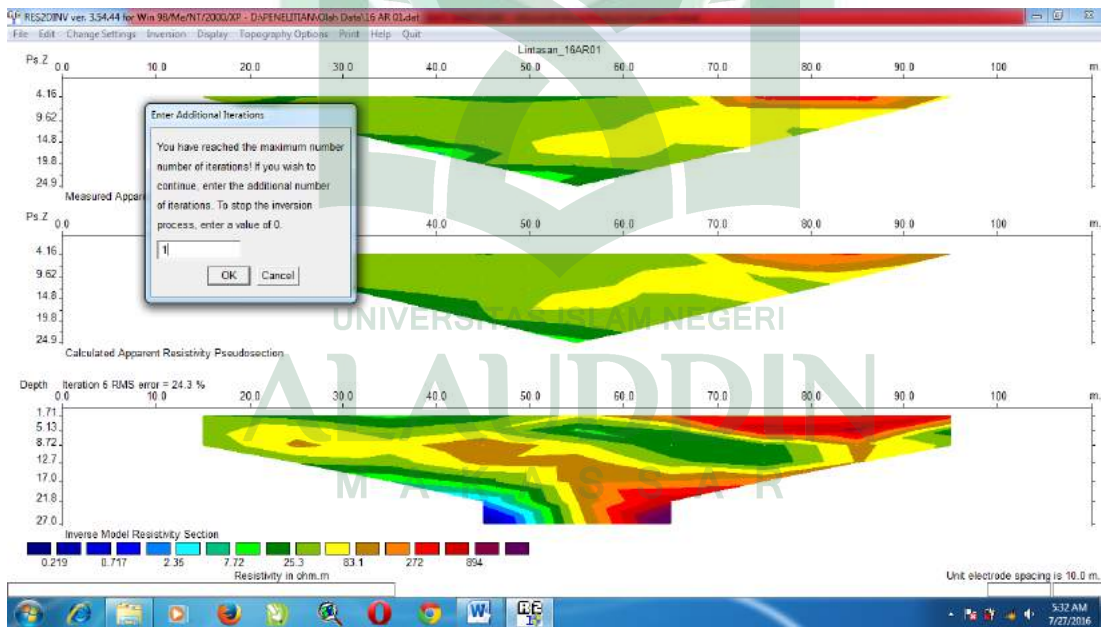 RES2DINV ver. 3.54.44 for Win 98/Me/NT/2000/XP - D:\PENELITIAN\Olah Data\16 AR 01.dat
File Edit Change Settings Inversion Display Topography Options Print Help Quit
Lintasan_16AR01
Ps.Z 0.0 10.0 20.0 30.0 40.0 50.0 60.0 70.0 80.0 90.0 100 m.
4.16
9.62
14.8
19.8
24.9
Measured Appar
Enter Additional Iterations
You have reached the maximum number
number of iterations! If you wish to
continue, enter the additional number
of iterations. To stop the inversion
process, enter a value of 0.
1
OK Cancel
Ps.Z 0.0 40.0 50.0 60.0 70.0 80.0 90.0 100 m.
4.16
9.62
14.8
19.8
24.9
Calculated Apparent Resistivity Pseudosection
UNIVERSITAS ISLAM NEGERI
ALAUDDIN
MAKASSAR
Depth Iteration 6 RMS error = 24.3 %
0.0 10.0 20.0 30.0 40.0 50.0 60.0 70.0 80.0 90.0 100 m.
1.71
5.13
8.72
12.7
17.0
21.8
27.0
Inverse Model Resistivity Section
0.219 0.717 2.35 7.72 25.3 83.1 272 894
Resistivity in ohm.m
Unit electrode spacing is 10.0 m.
5:32 AM
7/27/2016